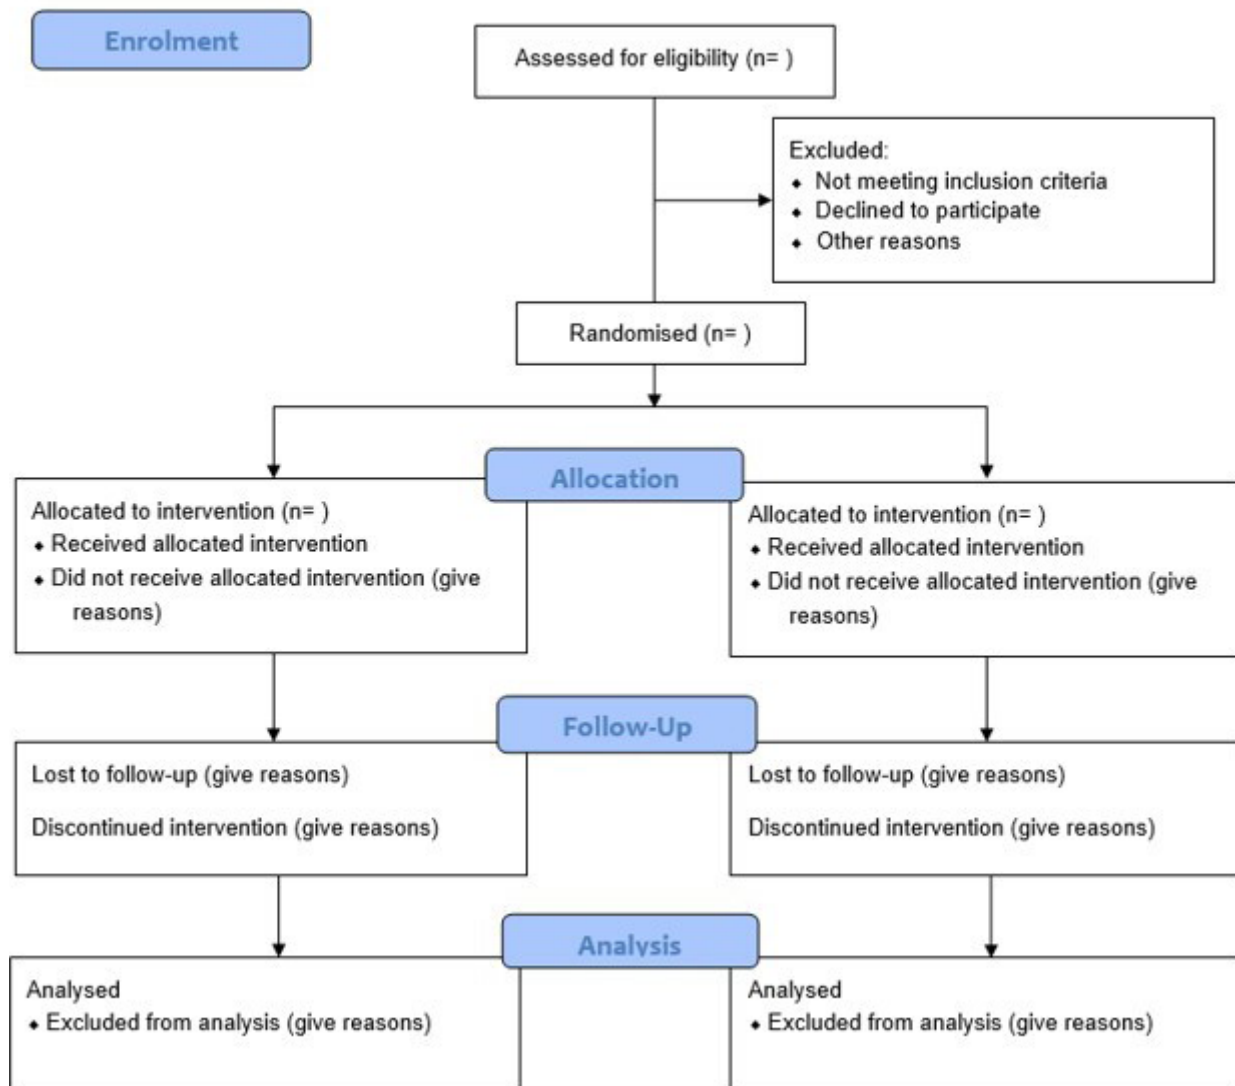 Enrolment
Assessed for eligibility (n= )
Excluded:
⬥ Not meeting inclusion criteria
⬥ Declined to participate
⬥ Other reasons
Randomised (n= )
Allocation
Allocated to intervention (n= )
⬥ Received allocated intervention
⬥ Did not receive allocated intervention (give
reasons)
Allocated to intervention (n= )
⬥ Received allocated intervention
⬥ Did not receive allocated intervention (give
reasons)
Follow-Up
Lost to follow-up (give reasons)
Discontinued intervention (give reasons)
Lost to follow-up (give reasons)
Discontinued intervention (give reasons)
Analysis
Analysed
⬥ Excluded from analysis (give reasons)
Analysed
⬥ Excluded from analysis (give reasons)